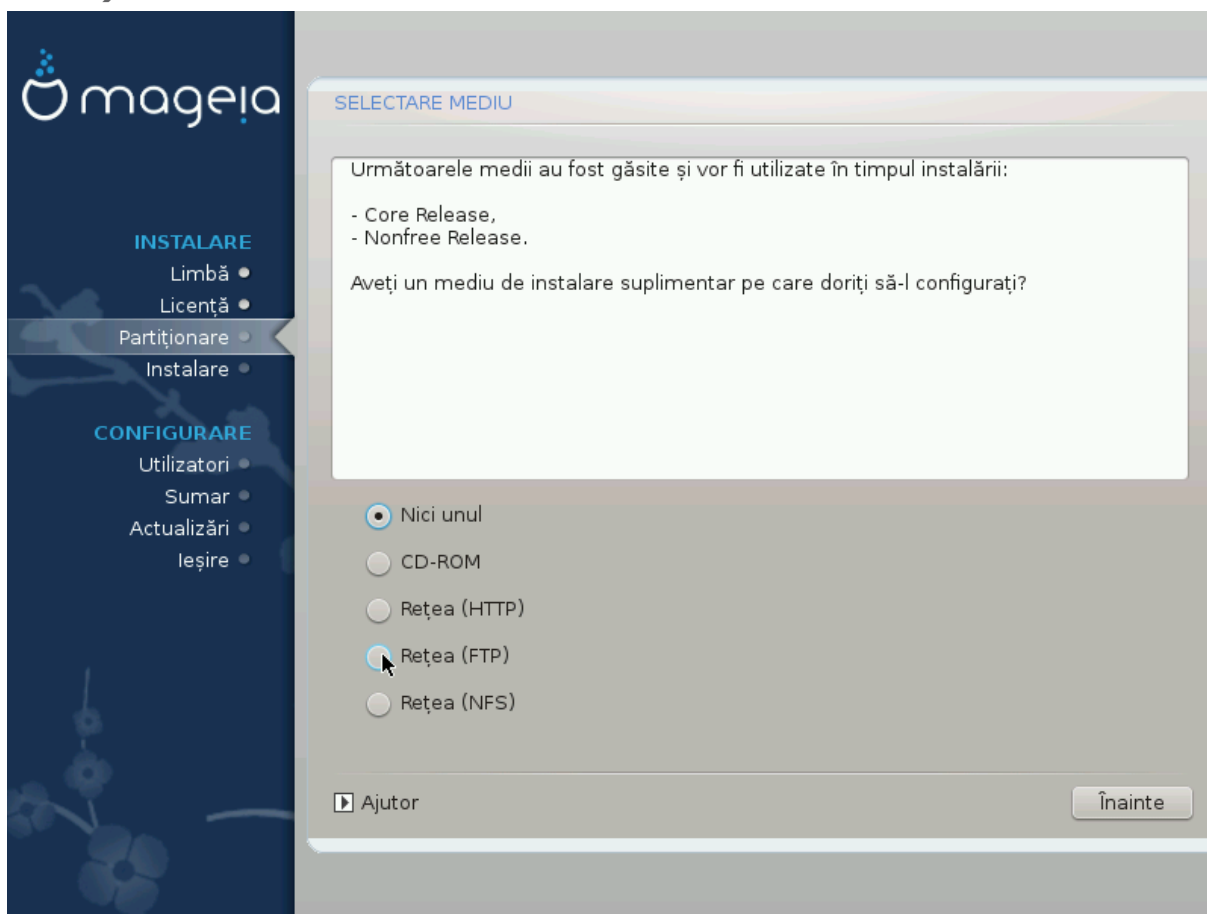 mageia
SELECTARE MEDIU
Următoarele medii au fost găsite și vor fi utilizate în timpul instalării:
- Core Release,
- Nonfree Release.
Aveți un mediu de instalare suplimentar pe care doriți să-l configurați?
INSTALARE
Limbă
Licență
Partiționare
Instalare
CONFIGURARE
Utilizatori
Sumar
Actualizări
Ieșire
Nici unul
CD-ROM
Rețea (HTTP)
Rețea (FTP)
Rețea (NFS)
Ajutor
Înainte